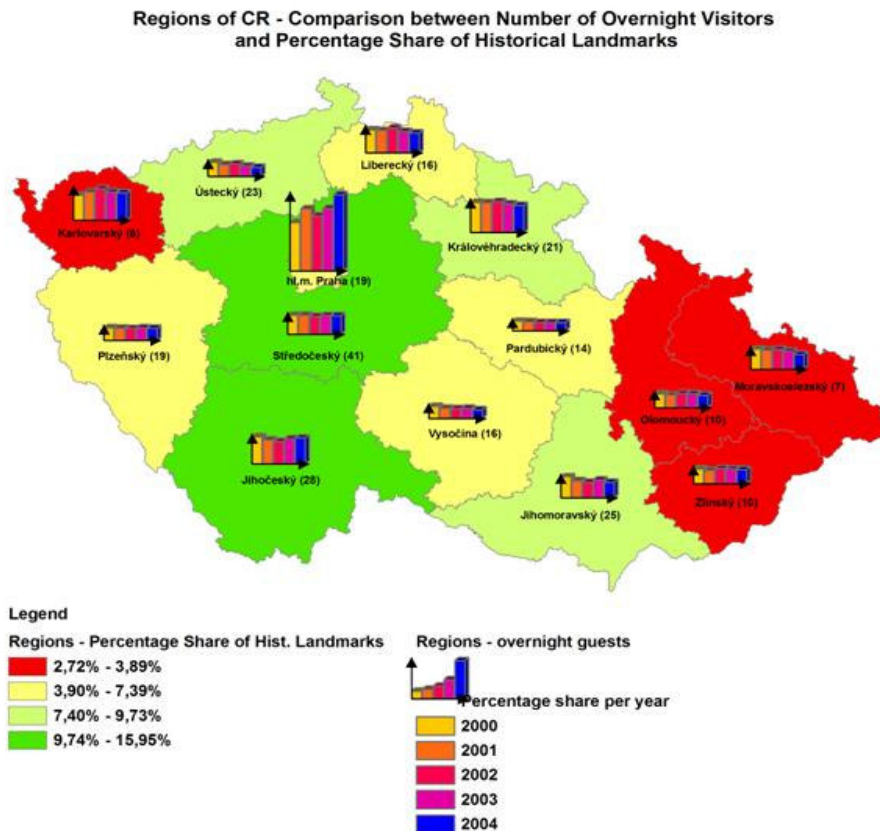 Regions of CR - Comparison between Number of Overnight Visitors
and Percentage Share of Historical Landmarks
Liberecký (16)
Ústecký (23)
Karlovarský (8)
Královéhradecký (21)
hl.m. Praha (19)
Plzeňský (19)
Středočeský (41)
Pardubický (14)
Moravskoslezský (7)
Olomoucký (10)
Vysočina (16)
Jihočeský (28)
Zlínský (10)
Jihomoravský (25)
Legend
Regions - Percentage Share of Hist. Landmarks
2,72% - 3,89%
3,90% - 7,39%
7,40% - 9,73%
9,74% - 15,95%
Regions - overnight guests
Percentage share per year
2000
2001
2002
2003
2004